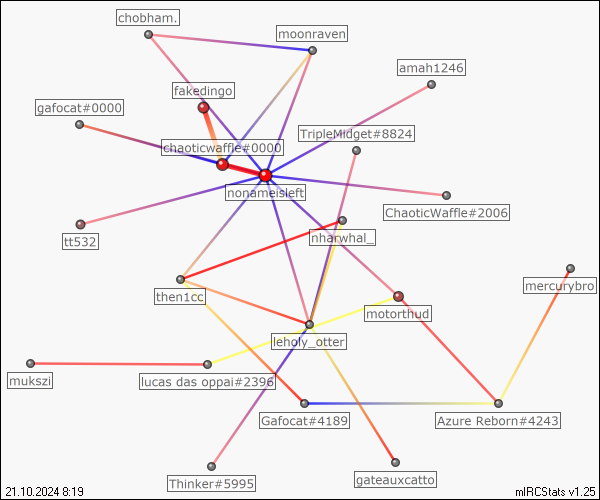 chobham.
moonraven
amah1246
fakedingo
gafocat#0000
TripleMidget#8824
chaoticwaffle#0000
nonameisleft
ChaoticWaffle#2006
tt532
nharwhal_
mercurybro
then1cc
motorthud
leholy_otter
mukszi
lucas das oppai#2396
Gafocat#4189
Azure Reborn#4243
Thinker#5995
gateauxcatto
21.10.2024 8:19
mIRCStats v1.25